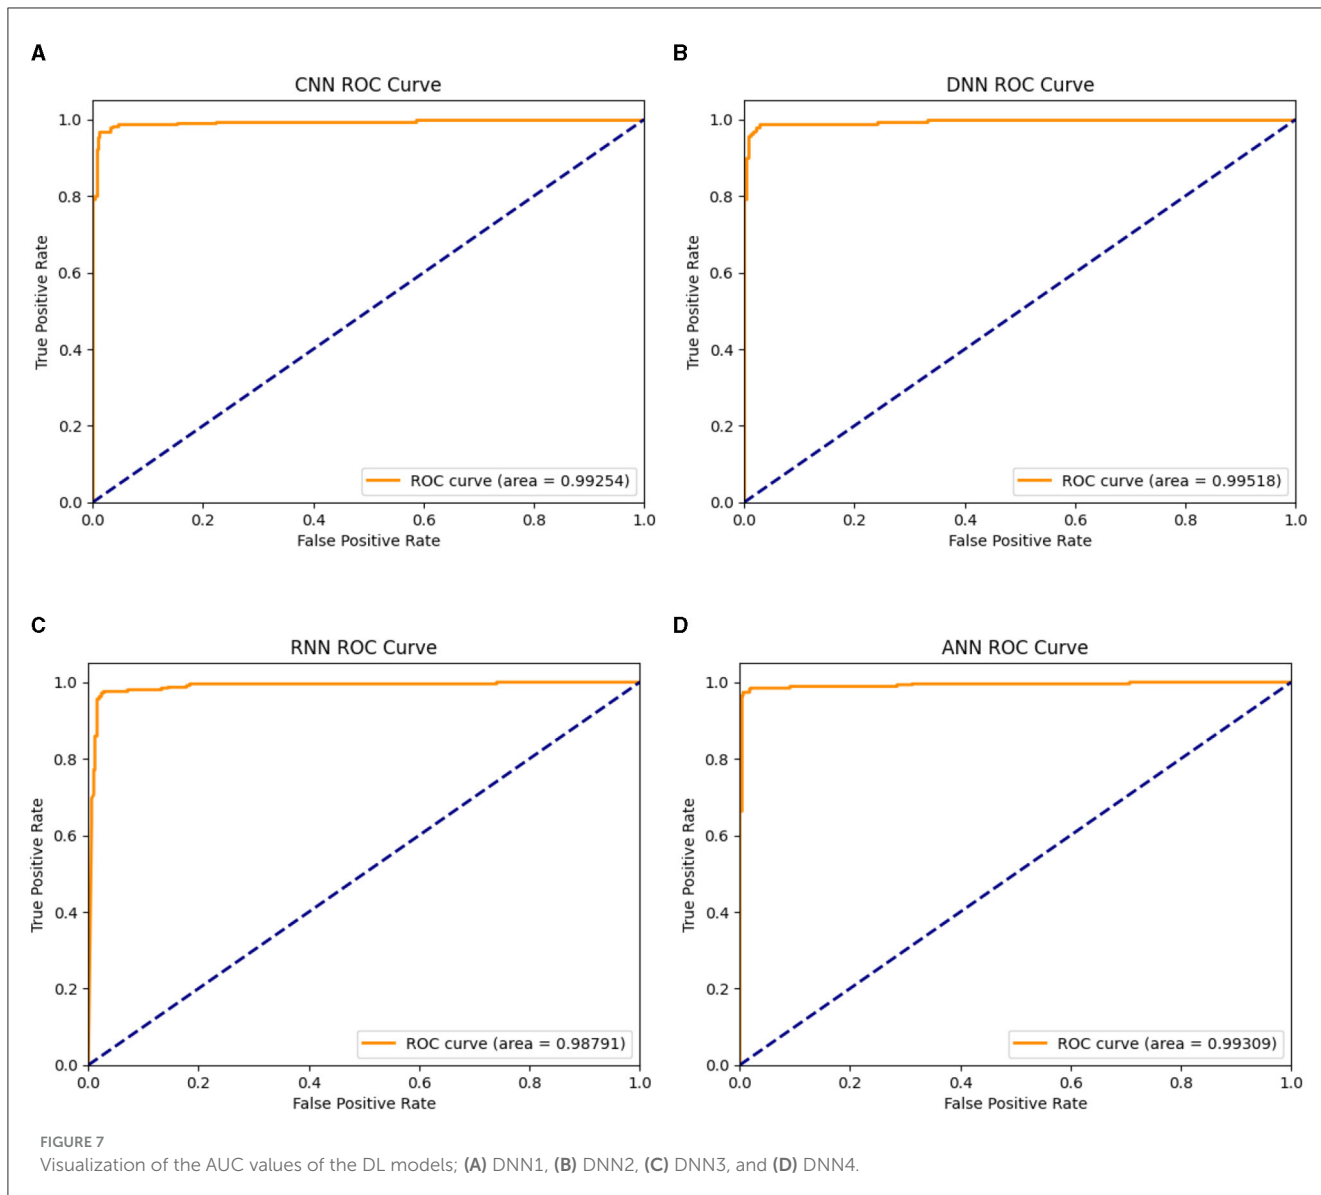 A
CNN ROC Curve
1.0
0.8
0.6
0.4
0.2
0.0
True Positive Rate
ROC curve (area = 0.99254)
0.0 0.2 0.4 0.6 0.8 1.0
False Positive Rate
B
DNN ROC Curve
1.0
0.8
0.6
0.4
0.2
0.0
True Positive Rate
ROC curve (area = 0.99518)
0.0 0.2 0.4 0.6 0.8 1.0
False Positive Rate
C
RNN ROC Curve
1.0
0.8
0.6
0.4
0.2
0.0
True Positive Rate
ROC curve (area = 0.98791)
0.0 0.2 0.4 0.6 0.8 1.0
False Positive Rate
D
ANN ROC Curve
1.0
0.8
0.6
0.4
0.2
0.0
True Positive Rate
ROC curve (area = 0.99309)
0.0 0.2 0.4 0.6 0.8 1.0
False Positive Rate
FIGURE 7
Visualization of the AUC values of the DL models; (A) DNN1, (B) DNN2, (C) DNN3, and (D) DNN4.